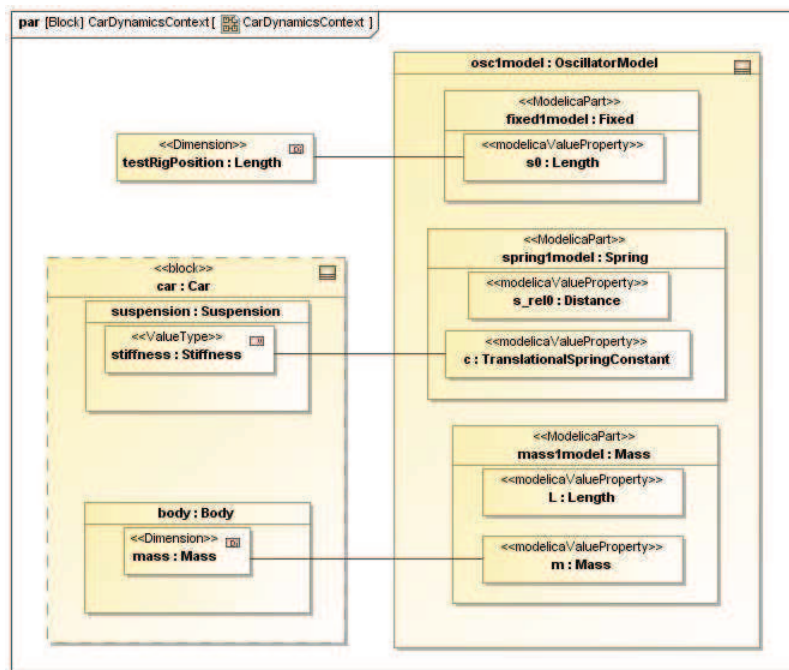 par [Block] CarDynamicsContext [ CarDynamicsContext ]
osc1model : OscillatorModel
<<ModelicaPart>>
fixed1model : Fixed
<<modelicaValueProperty>>
s0 : Length
<<Dimension>>
testRigPosition : Length
<<ModelicaPart>>
spring1model : Spring
<<modelicaValueProperty>>
s_rel0 : Distance
<<modelicaValueProperty>>
c : TranslationalSpringConstant
<<block>>
car : Car
suspension : Suspension
<<ValueType>>
stiffness : Stiffness
<<ModelicaPart>>
mass1model : Mass
<<modelicaValueProperty>>
L : Length
<<modelicaValueProperty>>
m : Mass
body : Body
<<Dimension>>
mass : Mass